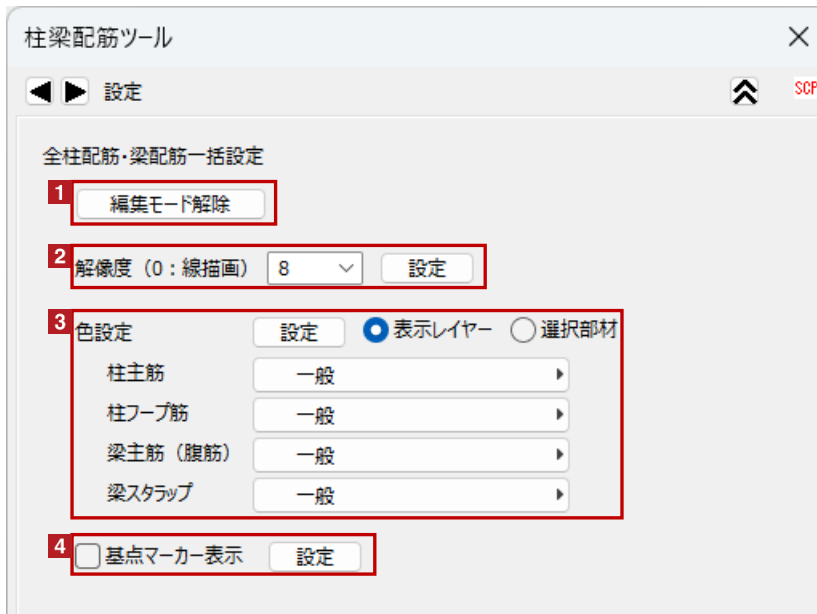 柱梁配筋ツール
設定
SCP
全柱配筋・梁配筋一括設定
1
編集モード解除
2
解像度（0：線描画） 8 設定
3
色設定 設定 表示レイヤー 選択部材
柱主筋 一般
柱フープ筋 一般
梁主筋（腹筋） 一般
梁スタラップ 一般
4
基点マーカー表示 設定